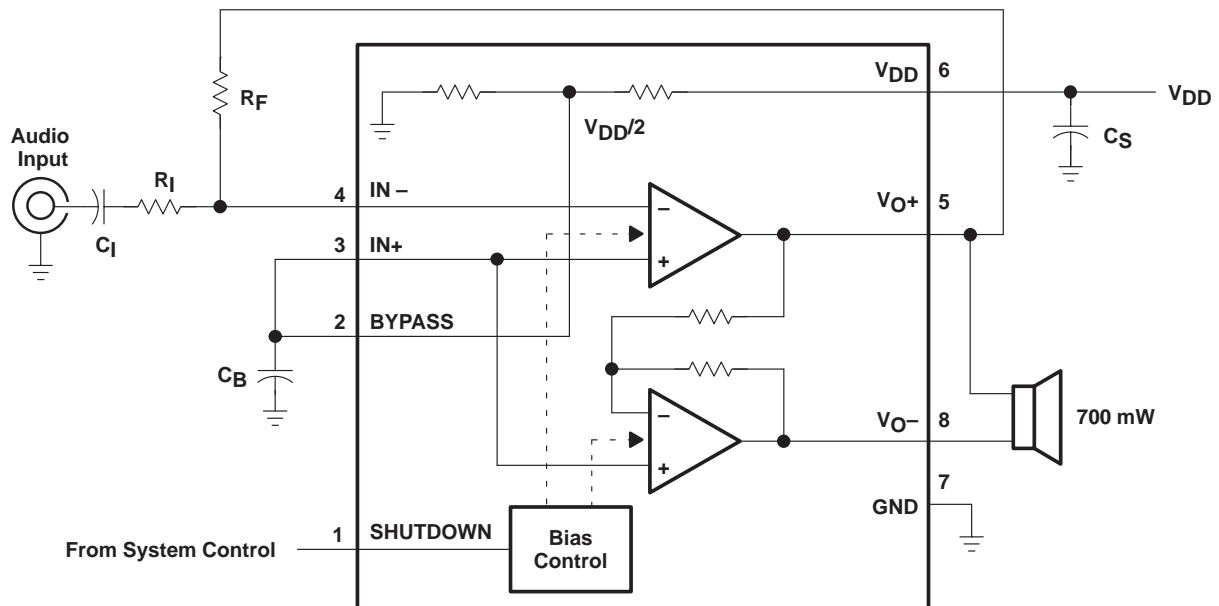 VDD 6
RF
VDD
VDD/2
CS
Audio
Input
RI
4 IN –
VO+ 5
CI
3 IN+
2 BYPASS
CB
VO– 8
700 mW
7
GND
1 SHUTDOWN
From System Control
Bias
Control
–
+
–
+